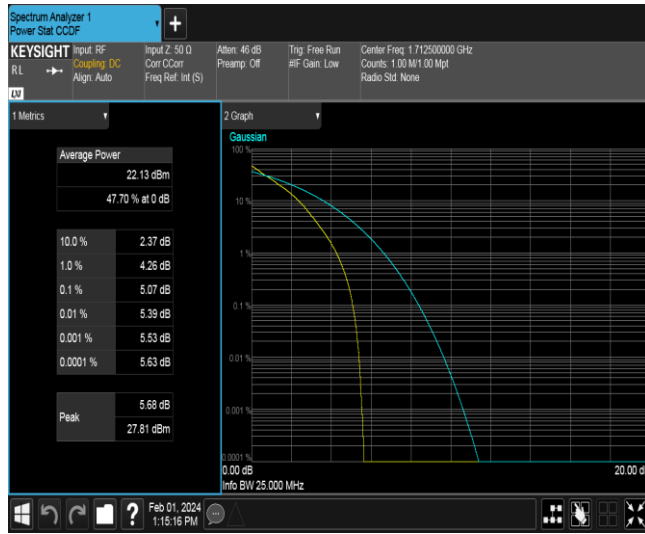 Spectrum Analyzer 1
Power Stat CCDF
KEYSIGHT
Input: RF
Coupling: DC
Align: Auto
Input Z: 50 Ω
Corr CCorr
Freq Ref: Int (S)
Atten: 46 dB
Preamp: Off
Trig: Free Run
#IF Gain: Low
Center Freq: 1.712500000 GHz
Counts: 1.00 M/1.00 Mpt
Radio Std: None
R L
LXI
1 Metrics
Average Power
22.13 dBm
47.70 % at 0 dB
10.0 % 2.37 dB
1.0 % 4.26 dB
0.1 % 5.07 dB
0.01 % 5.39 dB
0.001 % 5.53 dB
0.0001 % 5.63 dB
Peak
5.68 dB
27.81 dBm
2 Graph
Gaussian
100 %
10 %
1 %
0.1 %
0.01 %
0.001 %
0.0001 %
0.00 dB
20.00 d
Info BW 25.000 MHz
?
Feb 01, 2024
1:15:16 PM